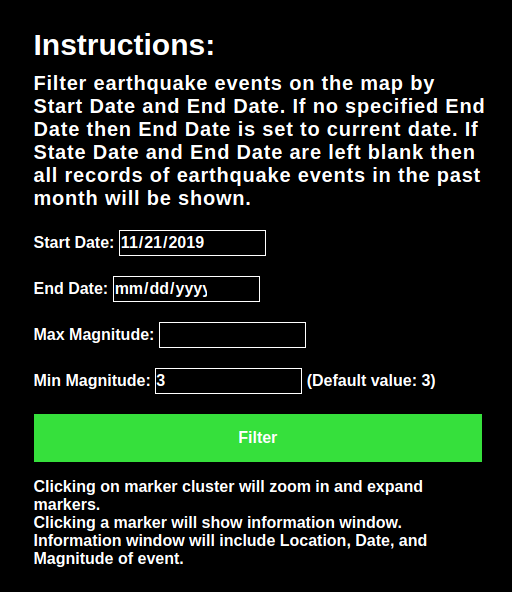 Instructions:
Filter earthquake events on the map by
Start Date and End Date. If no specified End
Date then End Date is set to current date. If
State Date and End Date are left blank then
all records of earthquake events in the past
month will be shown.
Start Date: 11/21/2019
End Date: mm/dd/yyyy
Max Magnitude:
Min Magnitude: 3 (Default value: 3)
Filter
Clicking on marker cluster will zoom in and expand
markers.
Clicking a marker will show information window.
Information window will include Location, Date, and
Magnitude of event.